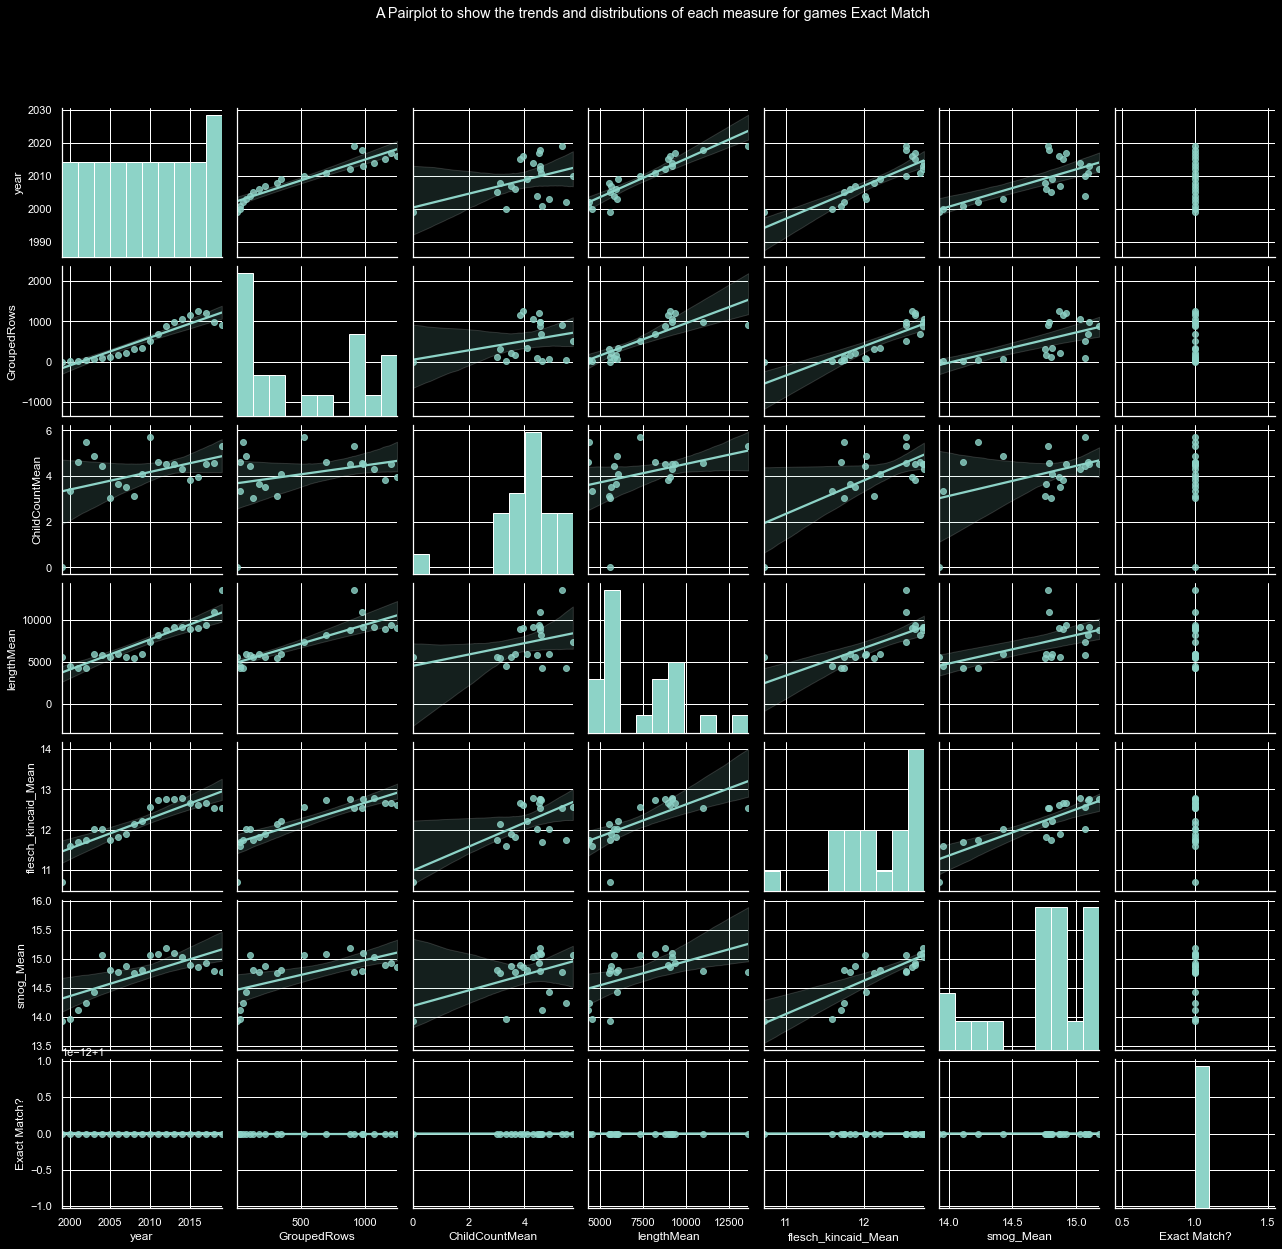 A Pairplot to show the trends and distributions of each measure for games Exact Match
2030
2020
2010
2000
1990
year
2000
1000
0
−1000
GroupedRows
6
4
2
0
ChildCountMean
10000
5000
0
lengthMean
14
13
12
11
flesch_kincaid_Mean
16.0
15.5
15.0
14.5
14.0
13.5
smog_Mean
1e−12+1
1.0
0.5
0.0
−0.5
−1.0
Exact Match?
2000 2005 2010 2015
500 1000
0 2 4
5000 7500 10000 12500
11 12
14.0 14.5 15.0
0.5 1.0 1.5
year
GroupedRows
ChildCountMean
lengthMean
flesch_kincaid_Mean
smog_Mean
Exact Match?